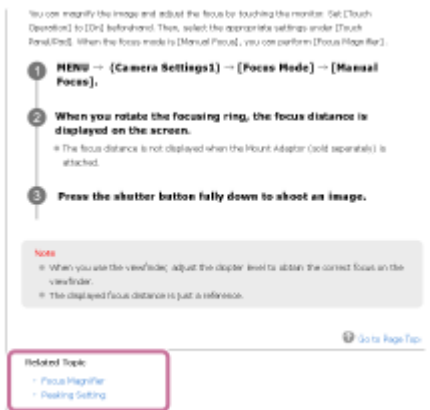 You can magnify the image and adjust the focus by touching the monitor. Set [Touch
Operation] to [On] beforehand. Then, select the appropriate settings under [Touch
Panel/Pad]. When the focus mode is [Manual Focus], you can perform [Focus Magnifier].
1 MENU → (Camera Settings1) → [Focus Mode] → [Manual
Focus].
2 When you rotate the focusing ring, the focus distance is
displayed on the screen.
The focus distance is not displayed when the Mount Adaptor (sold separately) is
attached.
3 Press the shutter button fully down to shoot an image.
Note
When you use the viewfinder, adjust the diopter level to obtain the correct focus on the
viewfinder.
The displayed focus distance is just a reference.
Go to Page Top
Related Topic
Focus Magnifier
Peaking Setting